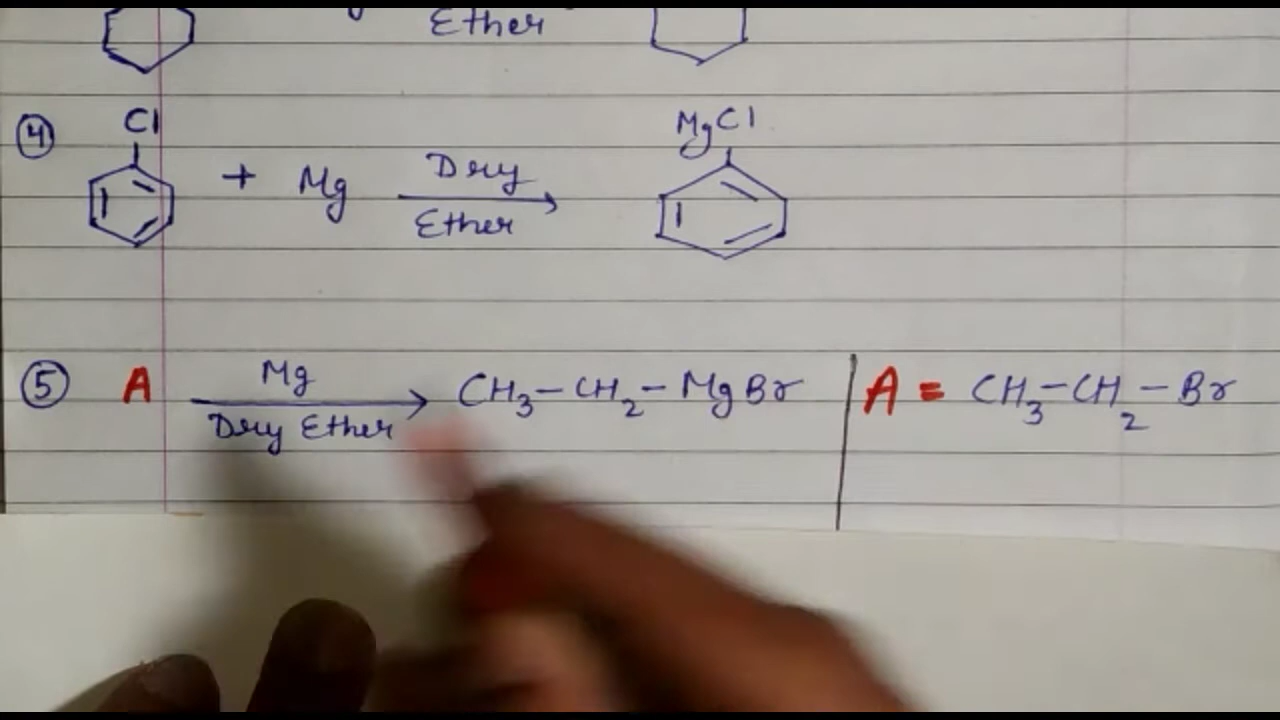 Ether
④ Cl + Mg Dry Ether MgCl
⑤ A Mg Dry Ether CH3-CH2-MgBr A = CH3-CH2-Br